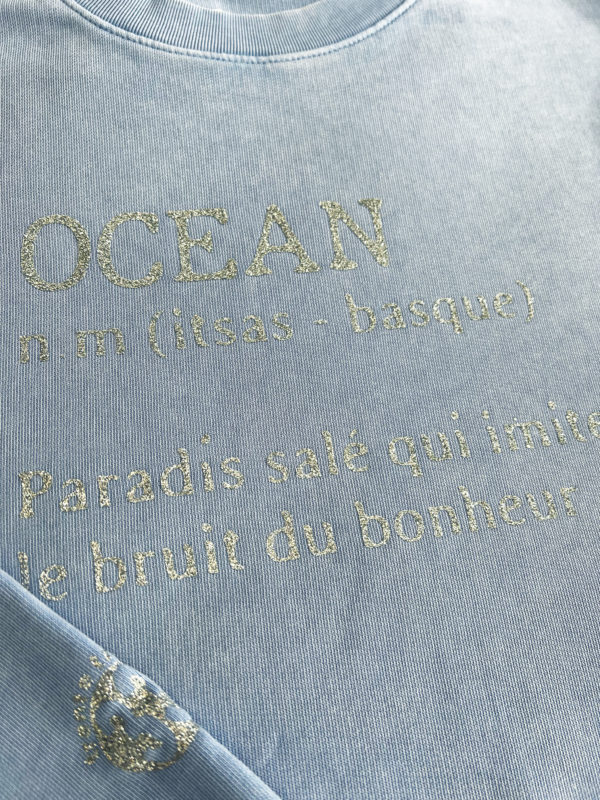 OCEAN
n m (itsas - basque)
Paradis salé qui imite
le bruit du bonheur